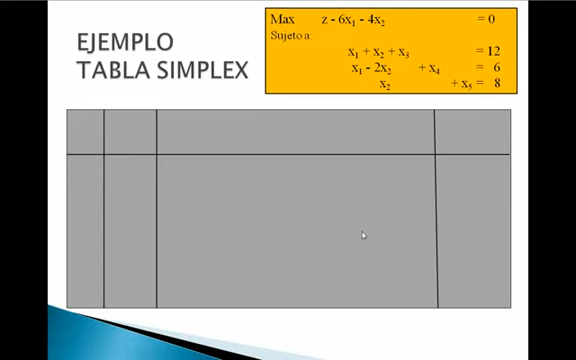 EJEMPLO
TABLA SIMPLEX
Max z - 6x₁ - 4x₂ = 0
Sujeto a:
x₁ + x₂ + x₃ = 12
x₁ - 2x₂ + x₄ = 6
x₂ + x₅ = 8